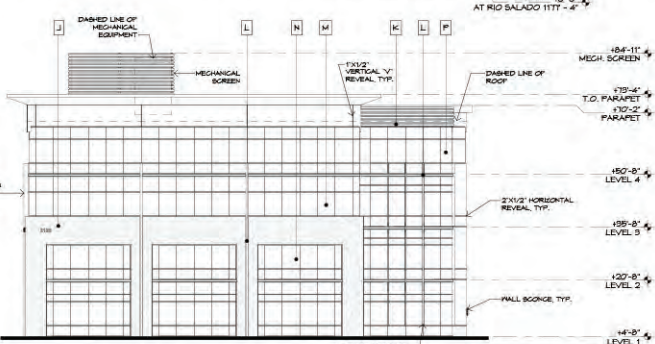 AT RIO SALADO 1177 - 4"
DASHED LINE OF
MECHANICAL
EQUIPMENT
J
L
N
M
K
L
P
+84'-11"
MECH. SCREEN
MECHANICAL
SCREEN
1"X1/2"
VERTICAL "V"
REVEAL, TYP.
DASHED LINE OF
ROOF
+73'-4"
T.O. PARAPET
+70'-2"
PARAPET
+50'-8"
LEVEL 4
2"X1/2" HORIZONTAL
REVEAL, TYP.
+35'-8"
LEVEL 3
+20'-8"
LEVEL 2
WALL SCONCE, TYP.
+4'-8"
LEVEL 1